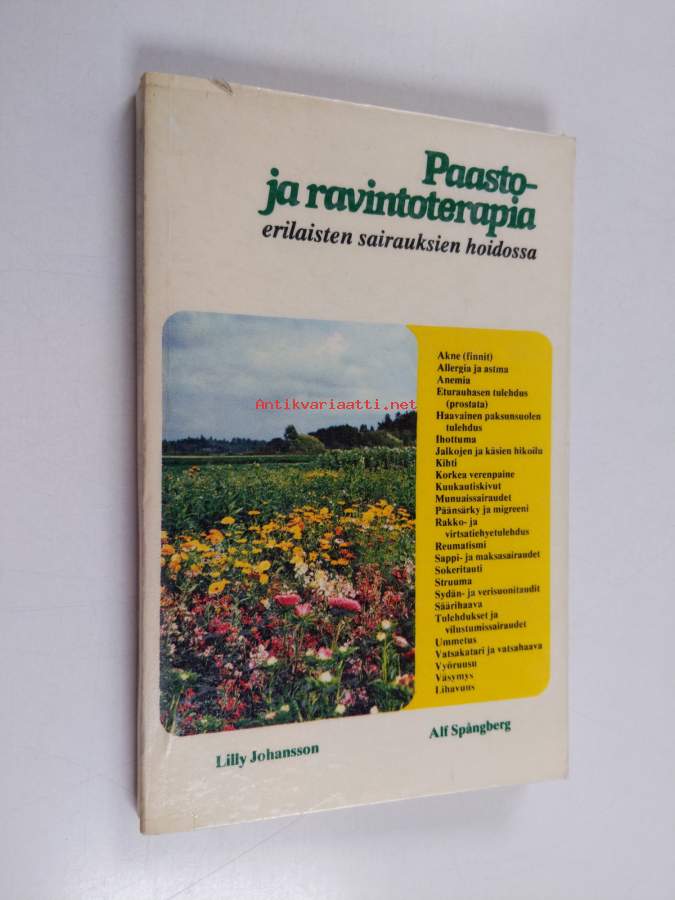 Paasto-
ja ravintoterapia
erilaisten sairauksien hoidossa
Akne (finnit)
Allergia ja astma
Anemia
Eturauhasen tulehdus
(prostata)
Haavainen paksunsuolen
tulehdus
Ihottuma
Jalkojen ja käsien hikoilu
Kihti
Korkea verenpaine
Kuukautiskivut
Munuaissairaudet
Päänsärky ja migreeni
Rakko- ja
virtsatiehyetulehdus
Reumatismi
Sappi- ja maksasairaudet
Sokeritauti
Struuma
Sydän- ja verisuonitaudit
Säärihaava
Tulehdukset ja
vilustumissairaudet
Ummetus
Vatsakatari ja vatsahaava
Vyöruusu
Väsymys
Lihavuus
Antikvariaatti.net
Lilly Johansson
Alf Spångberg